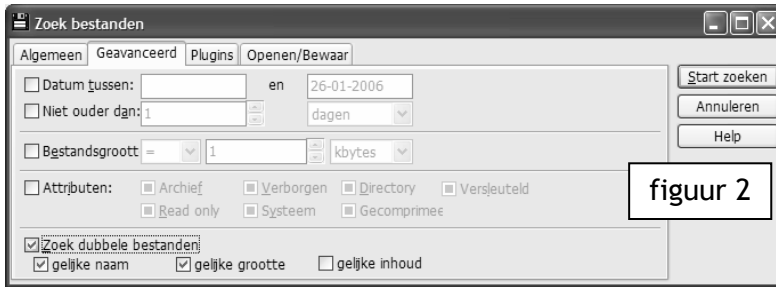 Zoek bestanden
Algemeen Geavanceerd Plugins Openen/Bewaar
Datum tussen: en 26-01-2006
Niet ouder dan: 1 dagen
Bestandsgroott = 1 kbytes
Attributen: Archief Verborgen Directory Versleuteld
Read only Systeem Gecomprimee
Zoek dubbele bestanden
gelijke naam gelijke grootte gelijke inhoud
Start zoeken
Annuleren
Help
figuur 2